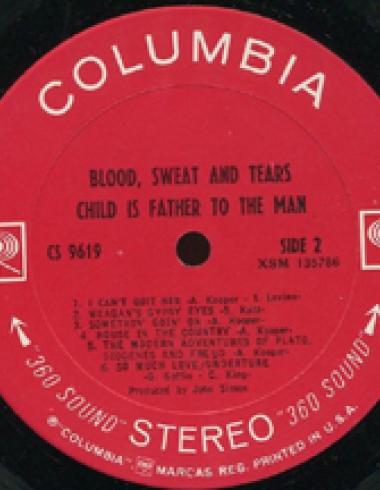 COLUMBIA
BLOOD, SWEAT AND TEARS
CHILD IS FATHER TO THE MAN
CS 9619
SIDE 2
XSM 135786
1. I CAN'T QUIT HER -A. Kooper - I. Levine-
2. MEAGAN'S GYPSY EYES -S. Katz-
3. SOMETHIN' GOIN' ON -A. Kooper-
4. HOUSE IN THE COUNTRY -A. Kooper-
5. THE MODERN ADVENTURES OF PLATO,
DIOGENES AND FREUD -A. Kooper-
6. SO MUCH LOVE/UNDERTURE
-G. Goffin - C. King-
Produced by John Simon
"360 SOUND" STEREO "360 SOUND"
℗ "COLUMBIA" MARCAS REG. PRINTED IN U.S.A.